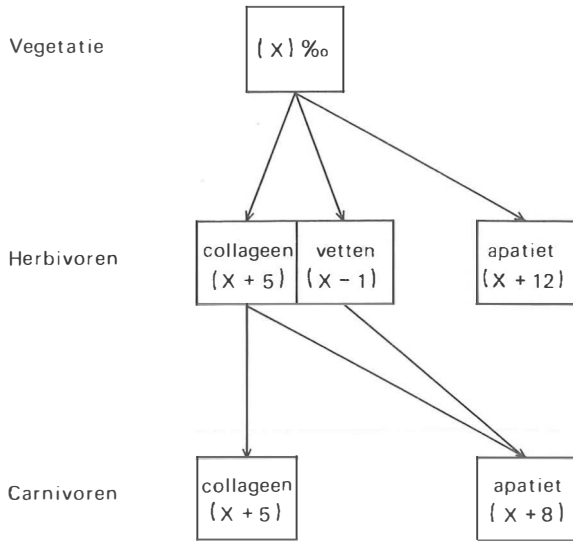 Vegetatie
(X) ‰
Herbivoren
collageen
(X + 5)
vetten
(X − 1)
apatiet
(X + 12)
Carnivoren
collageen
(X + 5)
apatiet
(X + 8)